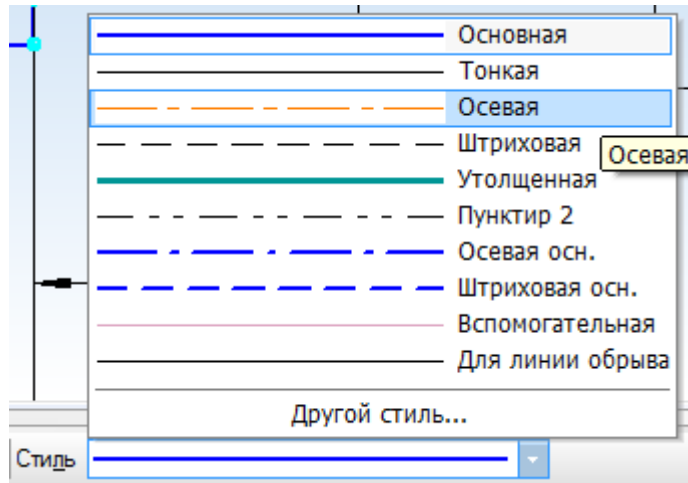 Основная
Тонкая
Осевая
Штриховая
Осевая
Утолщенная
Пунктир 2
Осевая осн.
Штриховая осн.
Вспомогательная
Для линии обрыва
Другой стиль...
Стиль